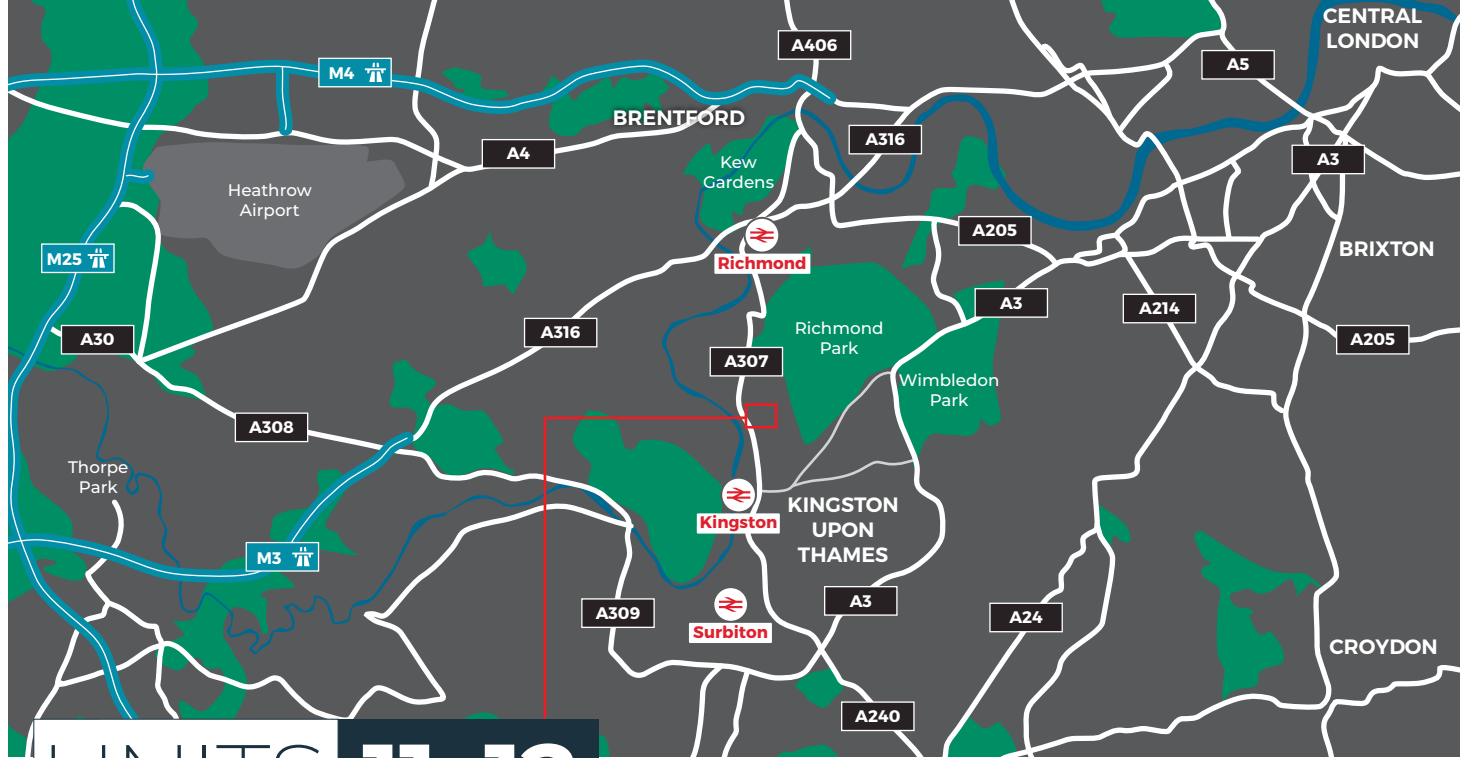 CENTRAL
LONDON
A406
A5
M4
BRENTFORD
A316
A4
A3
Kew
Gardens
Heathrow
Airport
A205
BRIXTON
M25
Richmond
A3
A214
A316
Richmond
Park
A30
A205
A307
Wimbledon
Park
A308
Thorpe
Park
Kingston
KINGSTON
UPON
THAMES
M3
A309
A3
A24
Surbiton
CROYDON
A240
UNITS